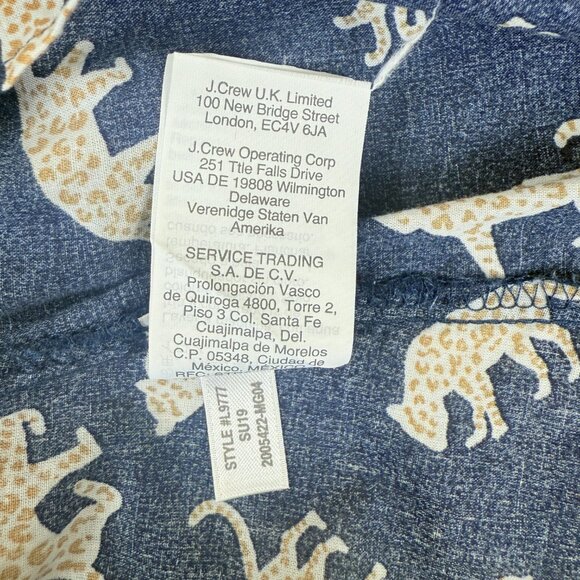 J.Crew U.K. Limited
100 New Bridge Street
London, EC4V 6JA
J.Crew Operating Corp
251 Ttle Falls Drive
USA DE 19808 Wilmington
Delaware
Verenidge Staten Van
Amerika
SERVICE TRADING
S.A. DE C.V.
Prolongación Vasco
de Quiroga 4800, Torre 2,
Piso 3 Col. Santa Fe
Cuajimalpa, Del.
Cuajimalpa de Morelos
C.P. 05348, Ciudad de
México, MÉXICO
STYLE #L9777
SU19
2005422-MG04